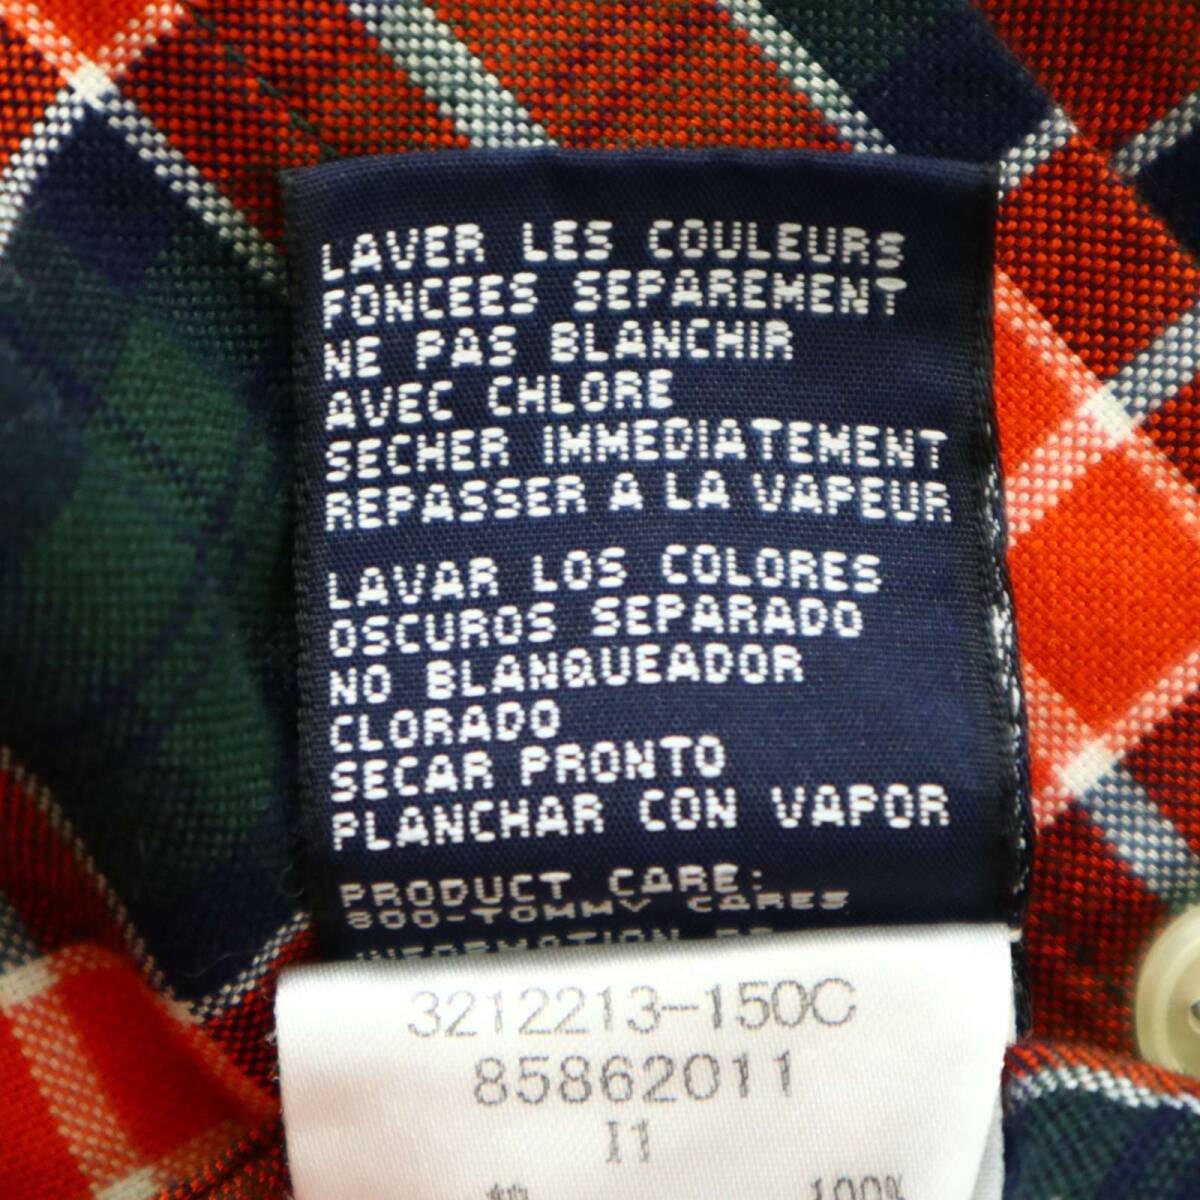 LAVER LES COULEURS
FONCEES SEPAREMENT
NE PAS BLANCHIR
AVEC CHLORE
SECHER IMMEDIATEMENT
REPASSER A LA VAPEUR
LAVAR LOS COLORES
OSCUROS SEPARADO
NO BLANQUEADOR
CLORADO
SECAR PRONTO
PLANCHAR CON VAPOR
PRODUCT CARE:
800-TOMMY CARES
INFORMATION
3212213-150C
85862011
I1
100%